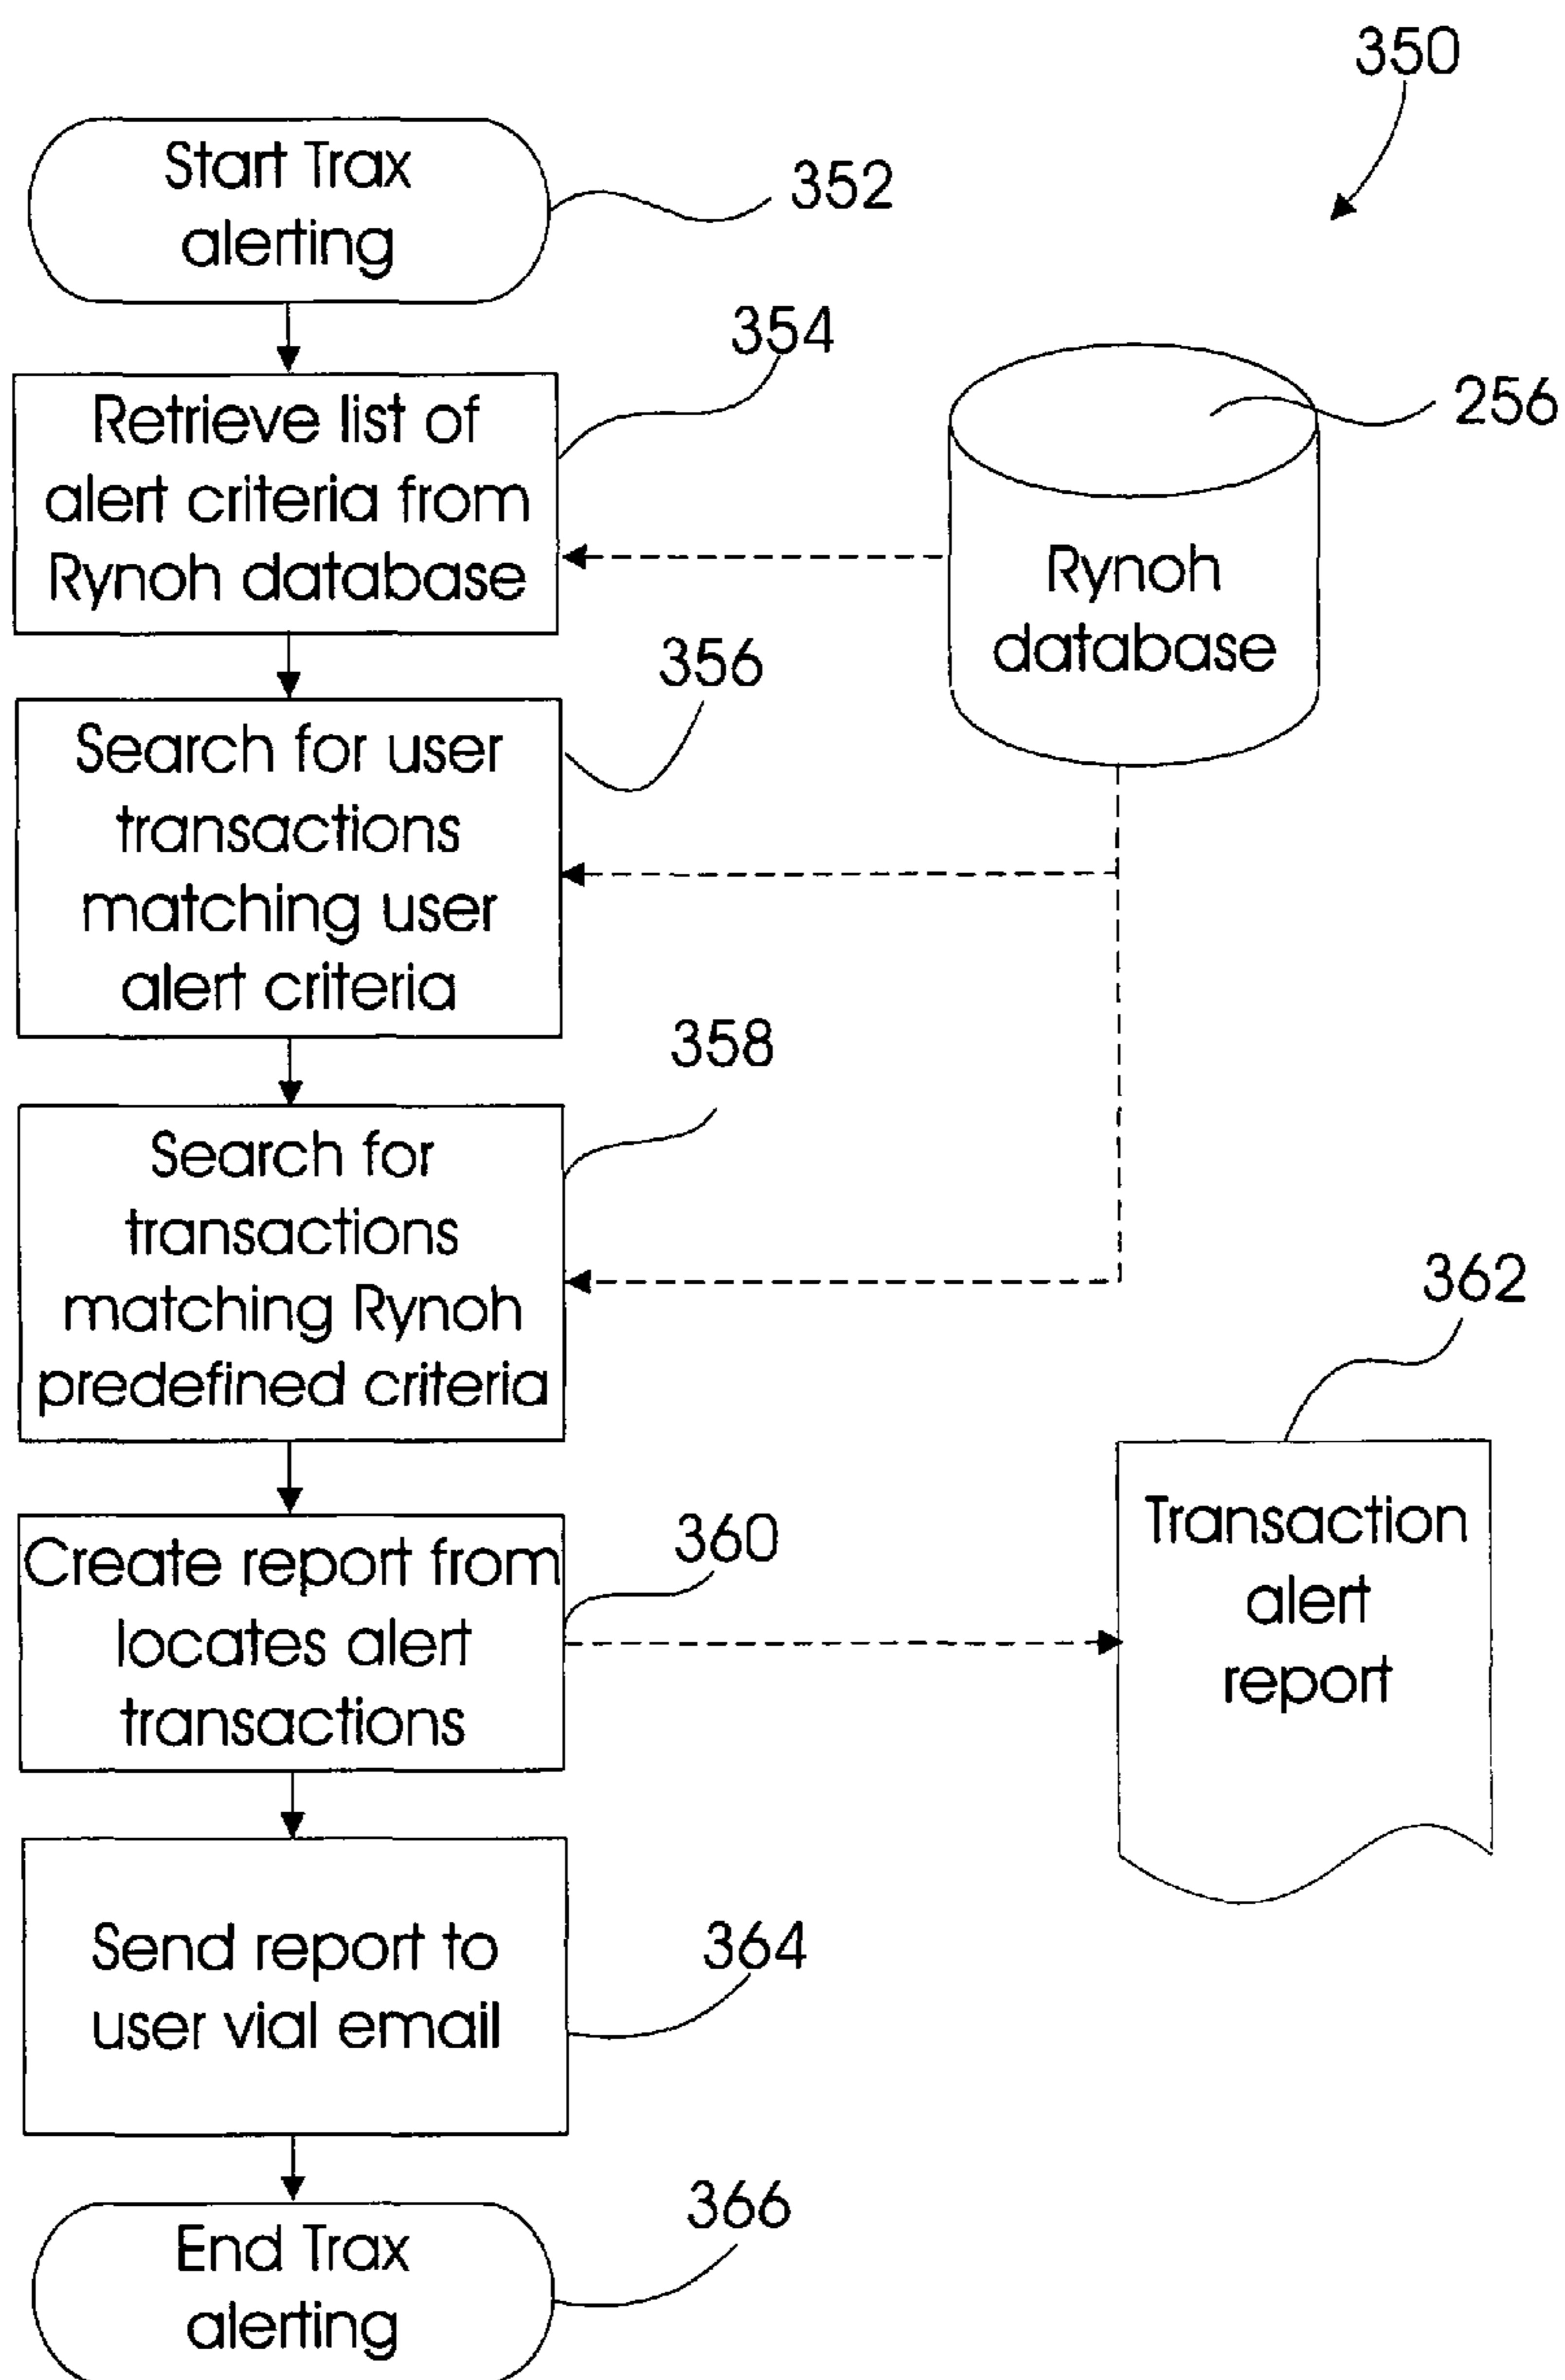 350
Start Trax
alerting
352
354
Retrieve list of
alert criteria from
Rynoh database
256
Rynoh
database
356
Search for user
transactions
matching user
alert criteria
358
Search for
transactions
matching Rynoh
predefined criteria
362
Transaction
alert
report
360
Create report from
locates alert
transactions
364
Send report to
user vial email
366
End Trax
alerting